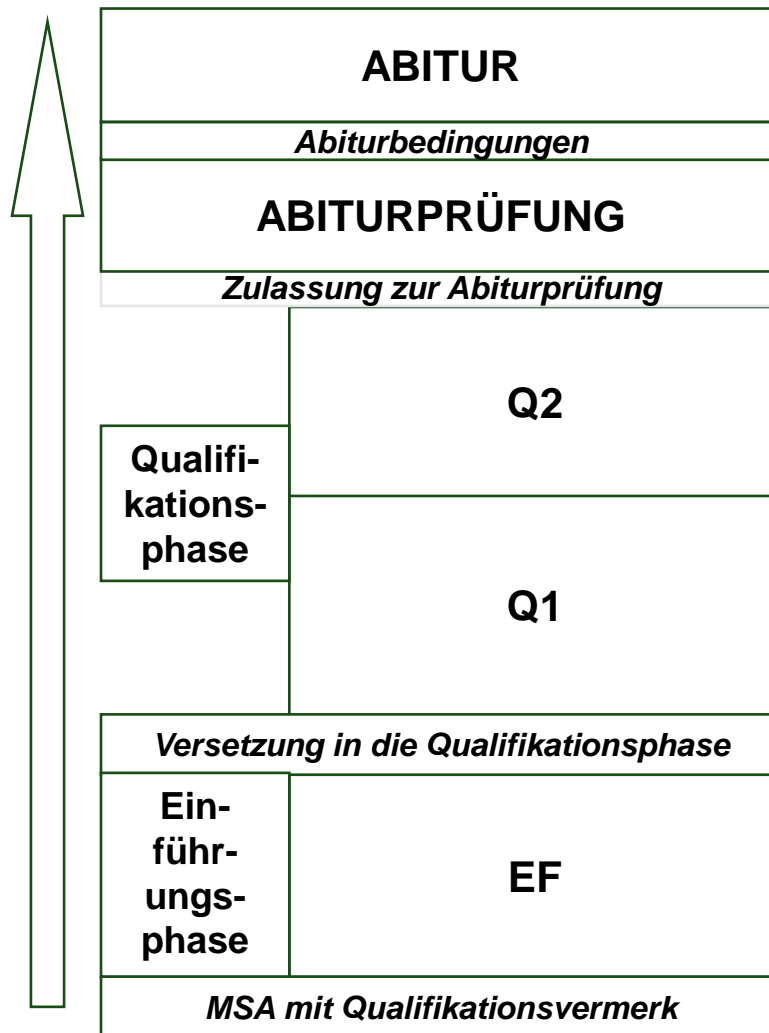 ABITUR
Abiturbedingungen
ABITURPRÜFUNG
Zulassung zur Abiturprüfung
Q2
Qualifi-
kations-
phase
Q1
Versetzung in die Qualifikationsphase
Ein-
führ-
ungs-
phase
EF
MSA mit Qualifikationsvermerk